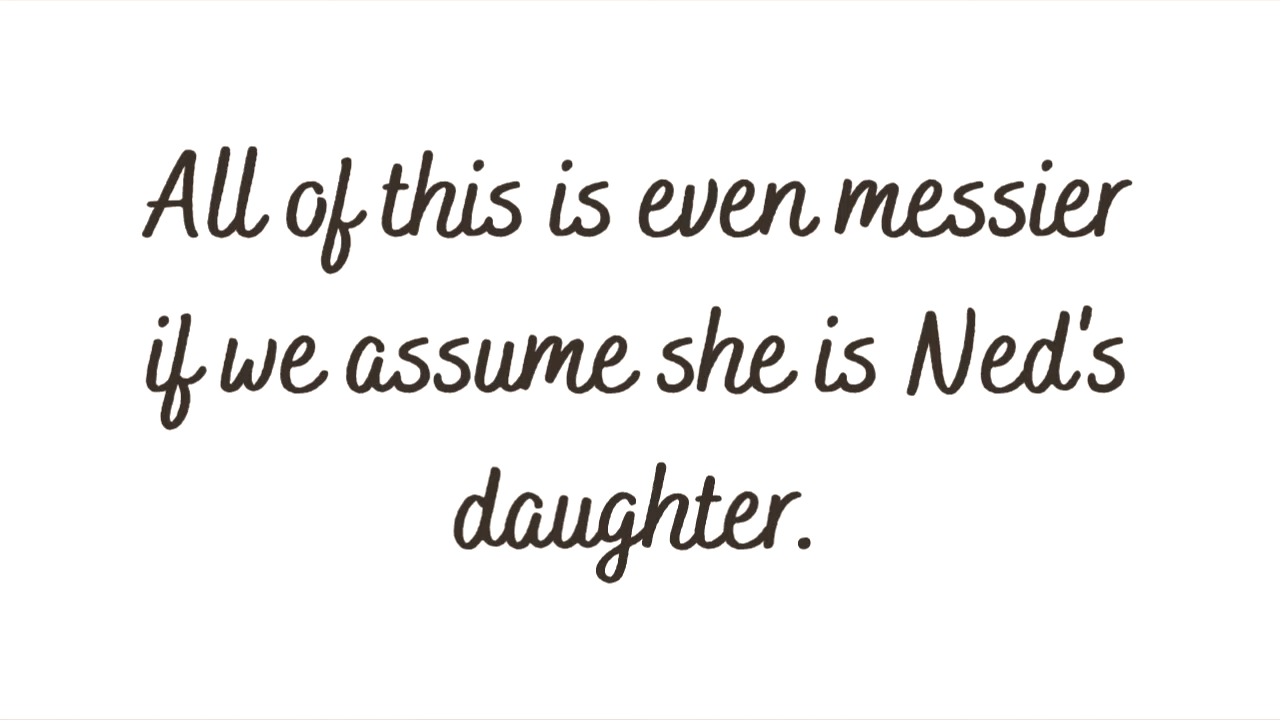 All of this is even messier
if we assume she is Ned's
daughter.